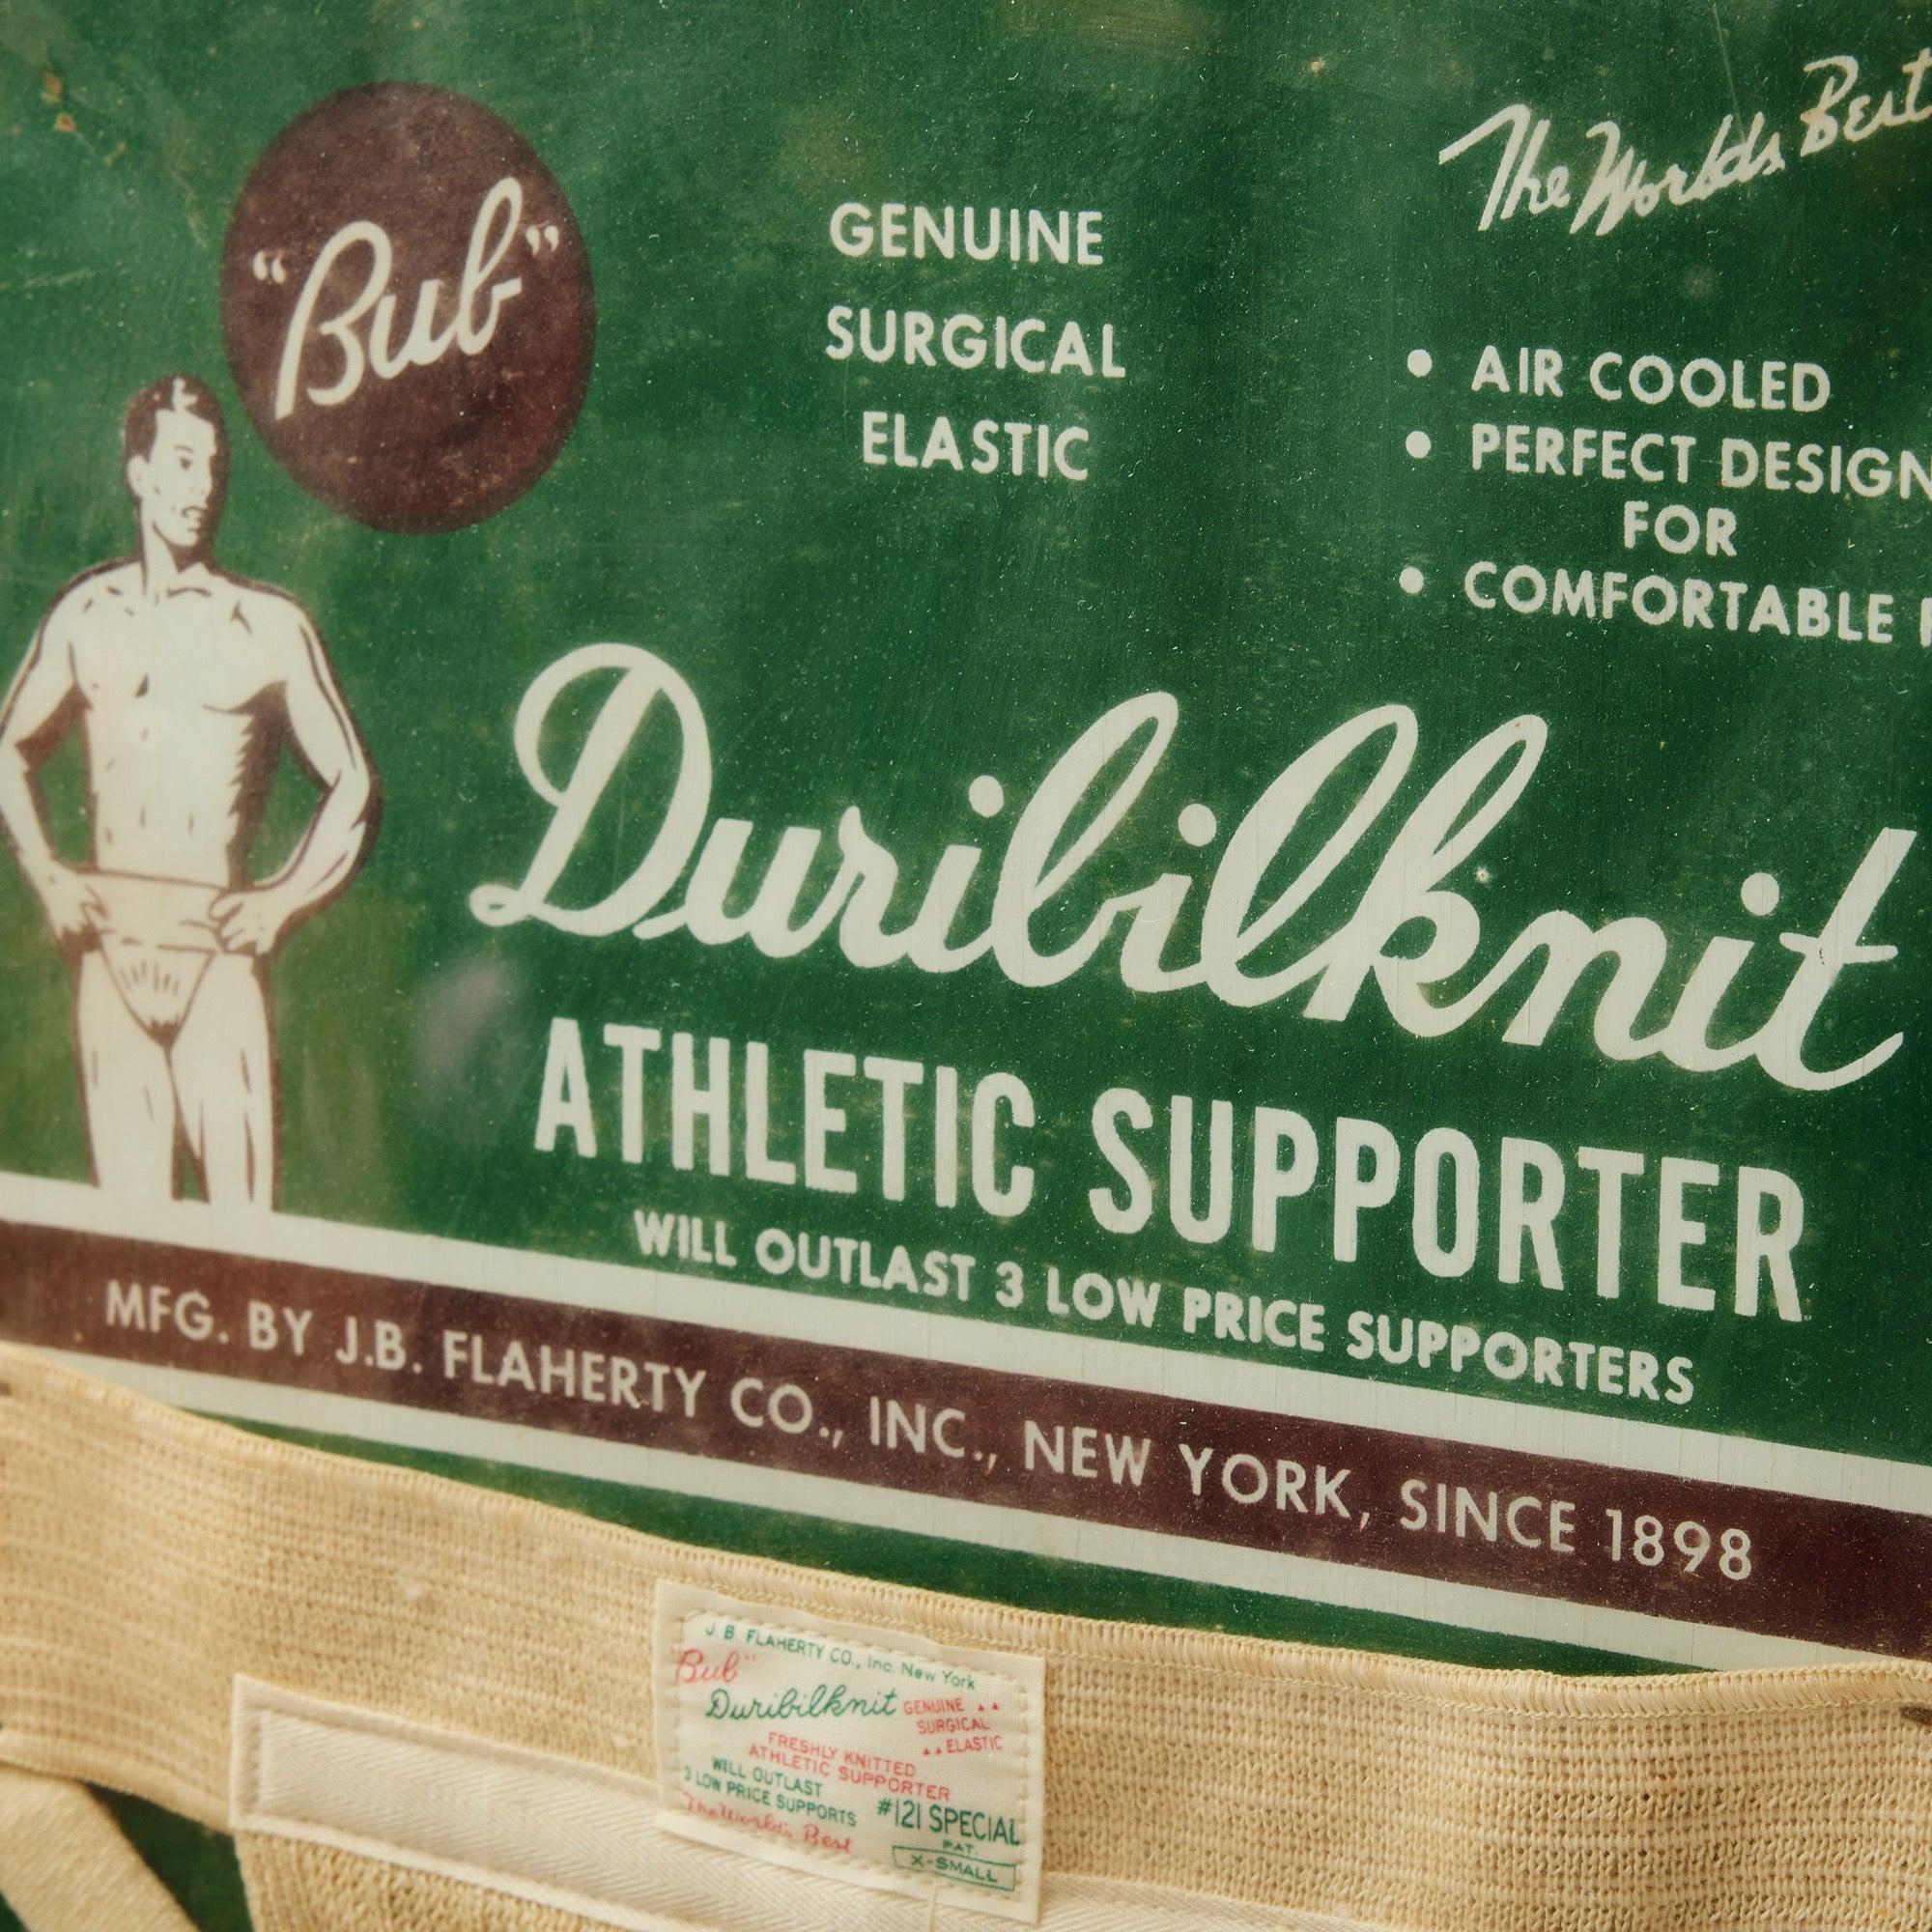 "Bub"
GENUINE
SURGICAL
ELASTIC
The Worlds Best
• AIR COOLED
• PERFECT DESIGN
FOR
• COMFORTABLE
Duribilknit
ATHLETIC SUPPORTER
WILL OUTLAST 3 LOW PRICE SUPPORTERS
MFG. BY J.B. FLAHERTY CO., INC., NEW YORK, SINCE 1898
J. B. FLAHERTY CO., Inc. New York
"Bub"
Duribilknit
GENUINE
SURGICAL
ELASTIC
FRESHLY KNITTED
ATHLETIC SUPPORTER
WILL OUTLAST
3 LOW PRICE SUPPORTS
The World's Best
#121 SPECIAL
PAT.
X-SMALL